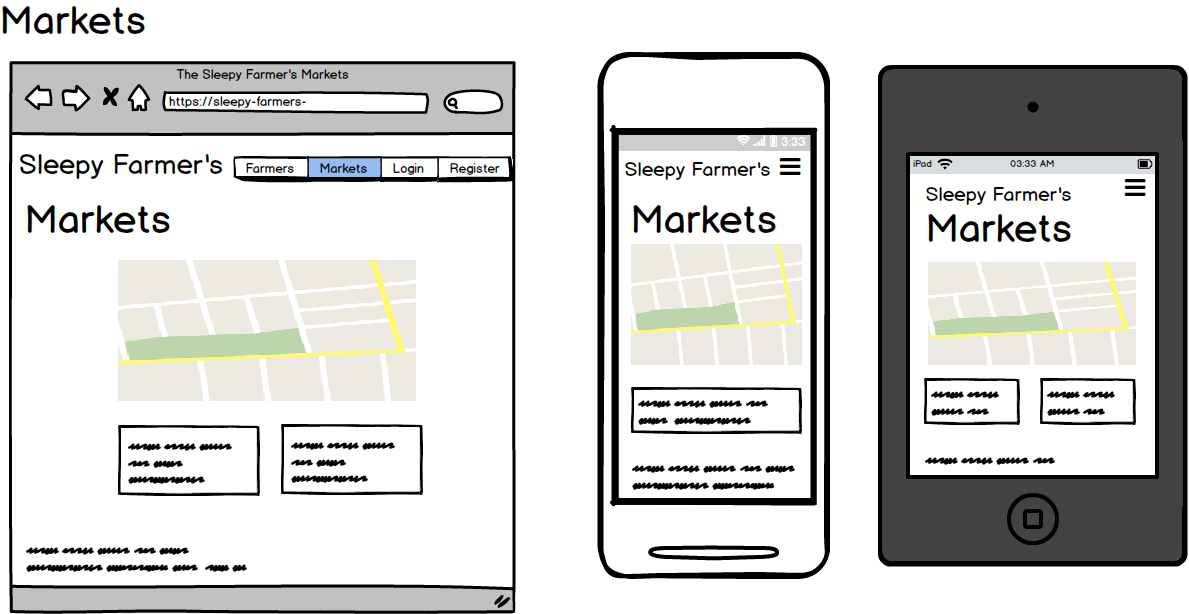 Markets
The Sleepy Farmer's Markets
https://sleepy-farmers-
Sleepy Farmer's
Farmers Markets Login Register
Markets
3:33
Sleepy Farmer's
Markets
iPad 03:33 AM
Sleepy Farmer's
Markets